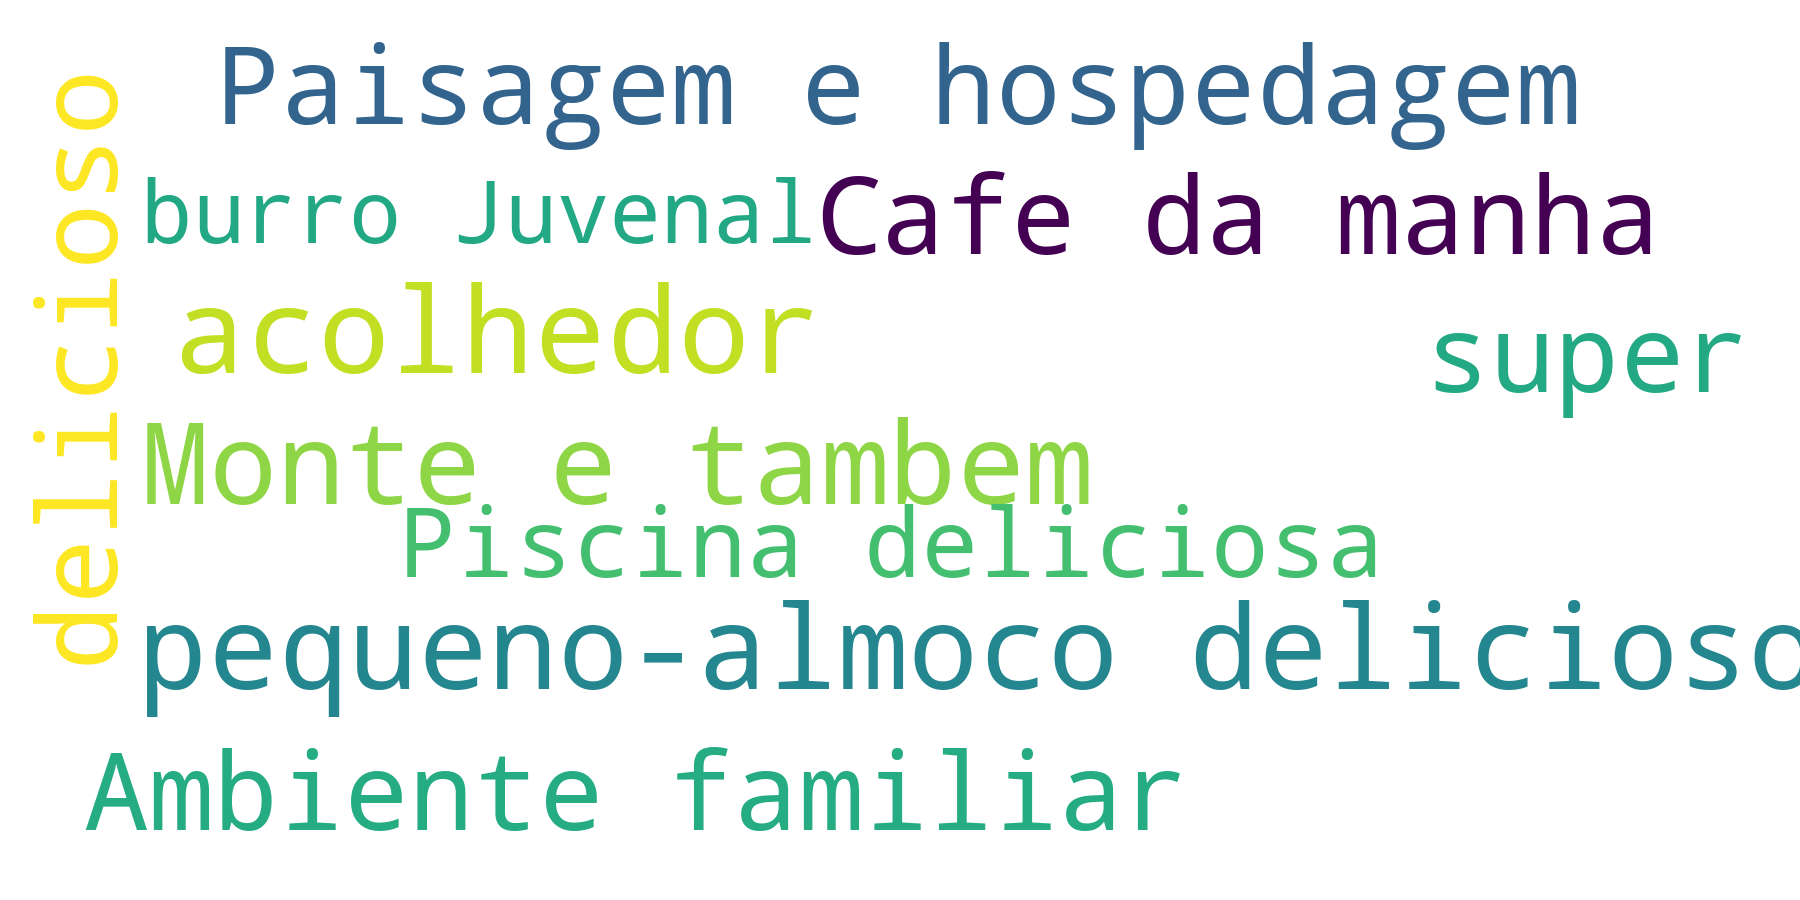 Paisagem e hospedagem
delicioso
burro Juvenal
Cafe da manha
acolhedor
super
Monte e tambem
Piscina deliciosa
pequeno-almoco delicioso
Ambiente familiar